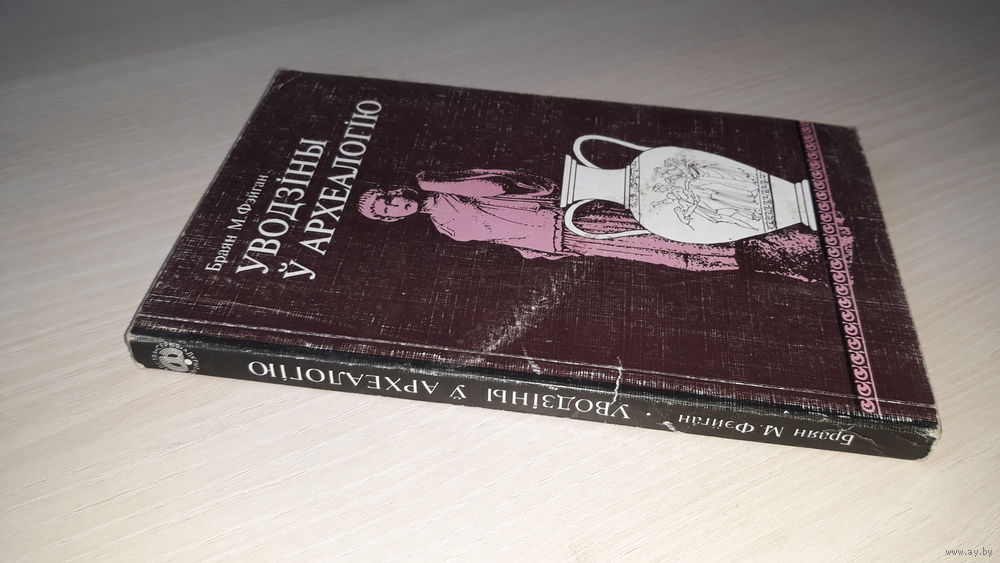 Браян М. Фэйган
УВОДЗІНЫ
Ў АРХЕАЛОГІЮ
Браян М. Фэйган · УВОДЗІНЫ Ў АРХЕАЛОГІЮ
www.ay.by